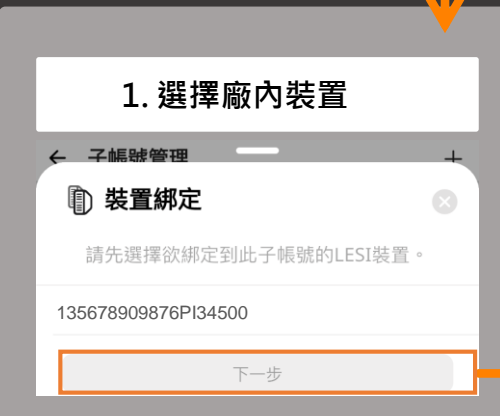 1. 選擇廠內裝置
← 子帳號管理 +
裝置綁定
請先選擇欲綁定到此子帳號的LESI裝置。
135678909876PI34500
下一步